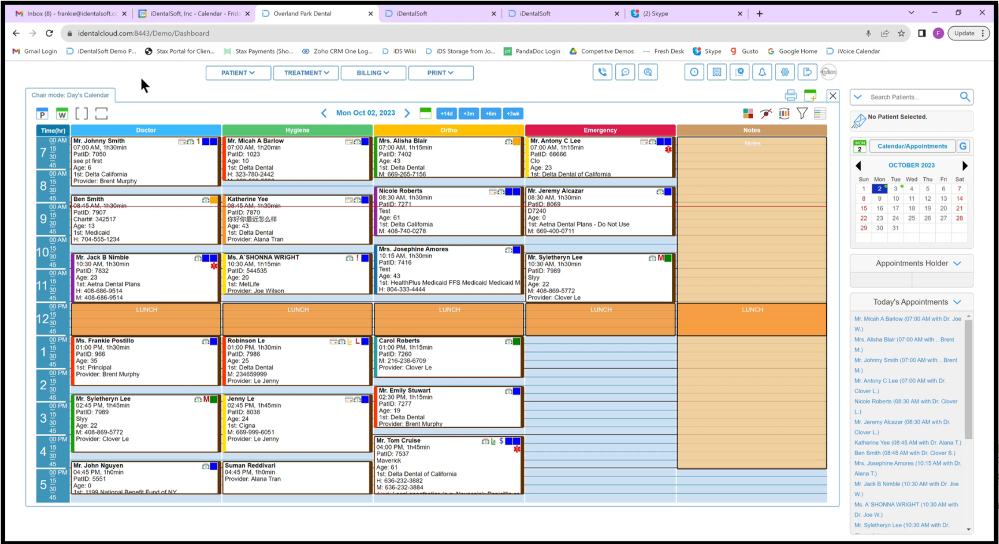 Inbox (8) - frankie@identalsoft.cc
iDentalSoft, Inc - Calendar - Frida
Overland Park Dental
iDentalSoft
iDentalSoft
(2) Skype
identalcloud.com:8443/Demo/Dashboard
Update
Gmail Login
iDentalSoft Demo P...
Stax Portal for Clien...
Stax Payments (Sho...
Zoho CRM One Log...
iDS Wiki
iDS Storage from Jo...
PandaDoc Login
Competitve Demos
Fresh Desk
Skype
Gusto
Google Home
iVoice Calendar
PATIENT
TREATMENT
BILLING
PRINT
Chair mode: Day's Calendar
P
W
Mon Oct 02, 2023
+14d
+3m
+6m
+3wk
Time(hr)
Doctor
Hygiene
Ortho
Emergency
Notes
7
00 AM
15
30
45
8
00 AM
15
30
45
9
00 AM
15
30
45
10
00 AM
15
30
45
11
00 AM
15
30
45
12
00 PM
15
30
45
1
00 PM
15
30
45
2
00 PM
15
30
45
3
00 PM
15
30
45
4
00 PM
15
30
45
5
00 PM
15
30
45
Mr. Johnny Smith
1
07:00 AM, 1h30min
PatID: 7050
see pt first
Age: 6
1st: Delta California
Provider: Brent Murphy
Ben Smith
08:45 AM, 1h30min
PatID: 7907
Chart#: 342517
Age: 13
1st: Medicaid
H: 704-555-1234
Mr. Jack B Nimble
10:30 AM, 1h30min
PatID: 7832
Age: 23
1st: Aetna Dental Plans
H: 408-686-9514
M: 408-686-9514
LUNCH
Ms. Frankie Postillo
01:00 PM, 1h30min
PatID: 966
Age: 35
1st: Principal
Provider: Brent Murphy
Mr. Syletheryn Lee
M
02:45 PM, 1h45min
PatID: 7989
Slyy
Age: 22
M: 408-869-5772
Provider: Clover Le
Mr. John Nguyen
04:45 PM, 1h0min
PatID: 5551
Age: 0
1st: 1199 National Benefit Fund of NY
Mr. Micah A Barlow
07:00 AM, 1h20min
PatID: 1023
Age: 10
1st: Delta Dental
H: 323-780-2442
Katherine Yee
08:45 AM, 1h30min
PatID: 7870
你好你最近怎么样
Age: 43
1st: Delta Dental
Provider: Alana Tran
Ms. A`SHONNA WRIGHT
!
10:30 AM, 1h15min
PatID: 544535
Age: 20
1st: MetLife
Provider: Joe Wilson
LUNCH
Robinson Le
la L
01:00 PM, 1h30min
PatID: 7986
Age: 25
1st: Delta Dental
M: 234659999
Provider: Le Jenny
Jenny Le
02:45 PM, 1h45min
PatID: 8038
Age: 24
1st: Cigna
M: 669-999-6051
Provider: Le Jenny
Suman Reddivari
04:45 PM, 1h0min
Provider: Alana Tran
Mrs. Alisha Blair
07:00 AM, 1h15min
PatID: 7402
Age: 43
1st: Delta Dental
M: 669-265-7156
Nicole Roberts
08:30 AM, 1h30min
PatID: 7271
Test
Age: 61
1st: Delta California
M: 408-740-0278
Mrs. Josephine Amores
10:15 AM, 1h30min
PatID: 7416
Test
Age: 43
1st: HealthPlus Medicaid FFS Medicaid Medicaid M
H: 804-333-4444
LUNCH
Carol Roberts
01:00 PM, 1h15min
PatID: 7260
M: 216-238-6709
Provider: Clover Le
Mr. Emily Stuwart
02:30 PM, 1h15min
PatID: 7277
Age: 19
1st: Delta Dental
Provider: Brent Murphy
Mr. Tom Cruise
la $
04:00 PM, 1h45min
PatID: 7537
Maverick
Age: 61
1st: Delta Dental of California
H: 636-232-3882
M: 636-232-3884
Mr. Antony C Lee
07:00 AM, 1h15min
PatID: 66666
Clo
Age: 23
1st: Delta Dental of California
Mr. Jeremy Alcazar
08:30 AM, 1h30min
PatID: 8069
D7240
Age: 0
1st: Aetna Dental Plans - Do Not Use
M: 669-400-0711
Mr. Syletheryn Lee
M
10:30 AM, 1h30min
PatID: 7989
Slyy
Age: 22
M: 408-869-5772
Provider: Clover Le
LUNCH
Notes
LUNCH
Search Patients...
No Patient Selected.
MON
2
Calendar/Appointments
G
OCTOBER 2023
Sun Mon Tue Wed Thu Fri Sat
1 2 3 4 5 6 7
8 9 10 11 12 13 14
15 16 17 18 19 20 21
22 23 24 25 26 27 28
29 30 31
Appointments Holder
Today's Appointments
Mr. Micah A Barlow (07:00 AM with Dr. Joe
W.)
Mrs. Alisha Blair (07:00 AM with .. Brent
M.)
Mr. Johnny Smith (07:00 AM with .. Brent
M.)
Mr. Antony C Lee (07:00 AM with Dr.
Clover L.)
Nicole Roberts (08:30 AM with Dr. Clover
L.)
Mr. Jeremy Alcazar (08:30 AM with Dr.
Clover L.)
Katherine Yee (08:45 AM with Dr. Alana T.)
Ben Smith (08:45 AM with Dr. Clover S.)
Mrs. Josephine Amores (10:15 AM with Dr.
Alana T.)
Mr. Jack B Nimble (10:30 AM with Dr. Joe
W.)
Ms. A`SHONNA WRIGHT (10:30 AM with
Dr. Joe W.)
Mr. Syletheryn Lee (10:30 AM with Dr.